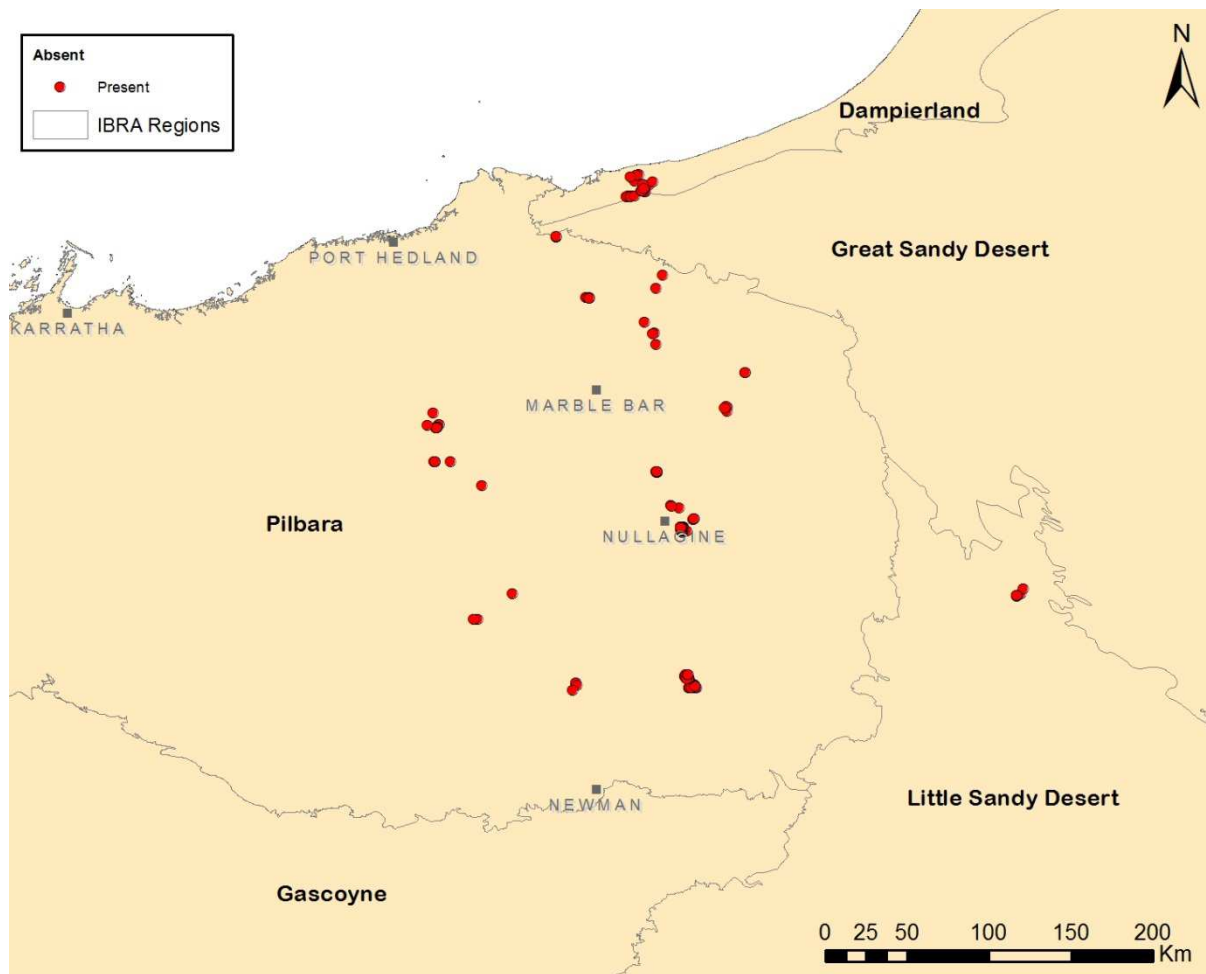 Absent
Present
IBRA Regions
N
Dampierland
Great Sandy Desert
PORT HEDLAND
KARRATHA
MARBLE BAR
Pilbara
NULLAGINE
Little Sandy Desert
NEWMAN
Gascoyne
0 25 50 100 150 200
Km